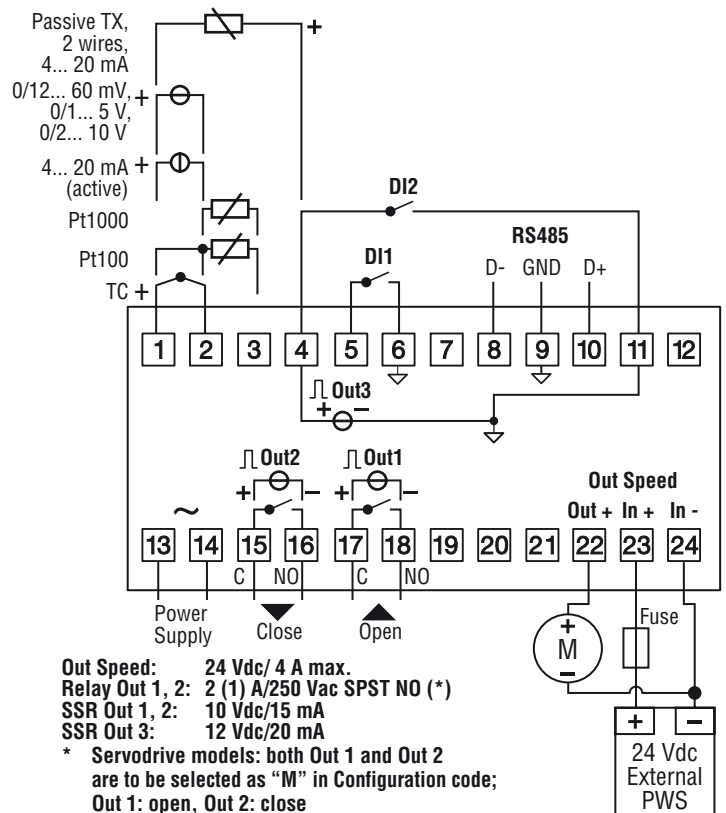 Passive TX,
2 wires,
4... 20 mA
+
0/12... 60 mV,
0/1... 5 V,
0/2... 10 V
+
4... 20 mA
(active)
+
Pt1000
Pt100
TC +
DI2
DI1
RS485
D- GND D+
1 2 3 4 5 6 7 8 9 10 11 12
Out3
+ −
Out2
+ −
Out1
+ −
Out Speed
Out + In + In -
~
13 14 15 16 17 18 19 20 21 22 23 24
C NO C NO
Power
Supply
Close
Open
+
M
−
Fuse
+ −
24 Vdc
External
PWS
Out Speed: 24 Vdc/ 4 A max.
Relay Out 1, 2: 2 (1) A/250 Vac SPST NO (*)
SSR Out 1, 2: 10 Vdc/15 mA
SSR Out 3: 12 Vdc/20 mA
* Servodrive models: both Out 1 and Out 2
are to be selected as “M” in Configuration code;
Out 1: open, Out 2: close